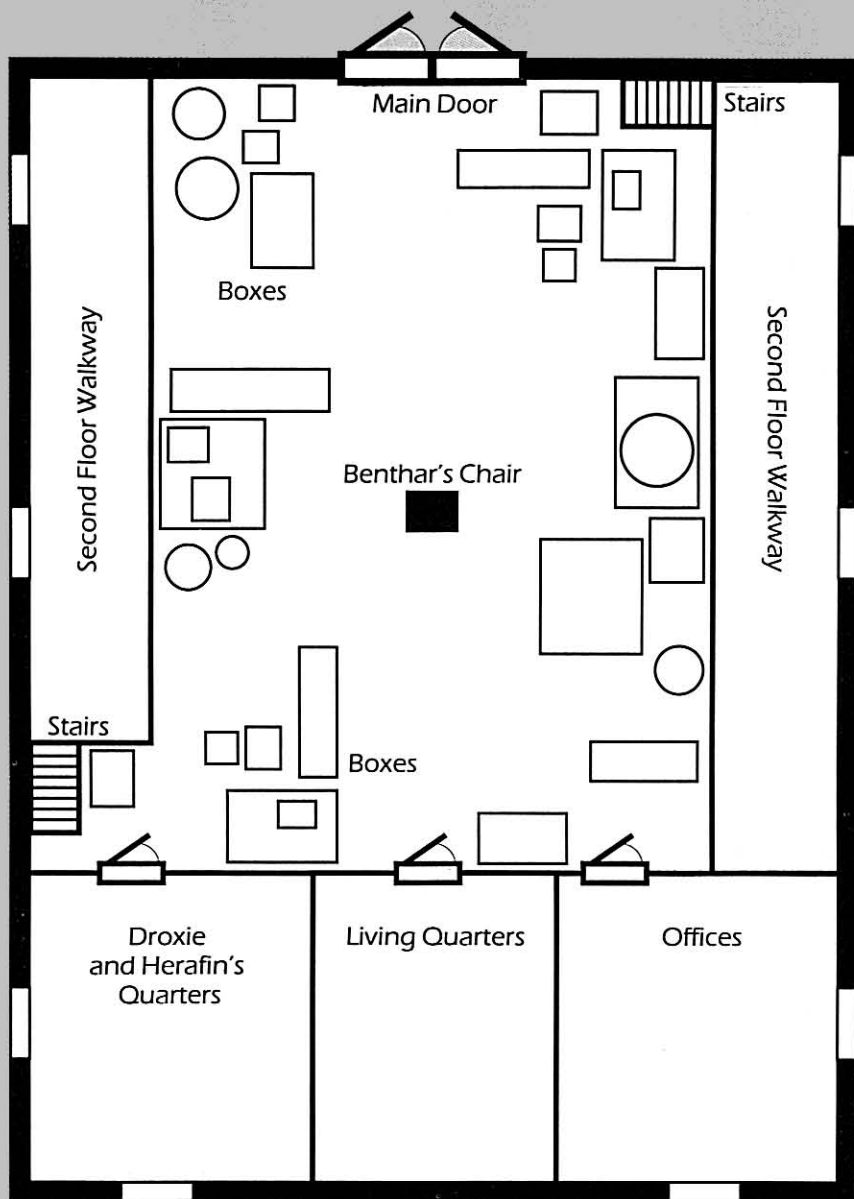 Main Door
Stairs
Boxes
Second Floor Walkway
Second Floor Walkway
Benthar's Chair
Stairs
Boxes
Droxie
and Herafin's
Quarters
Living Quarters
Offices